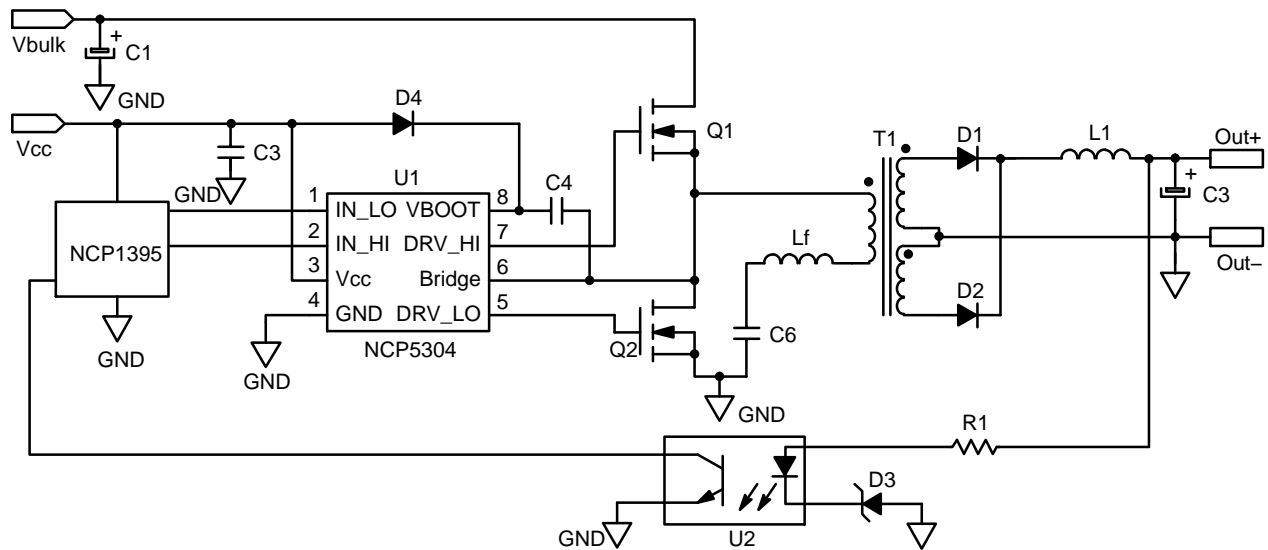 Vbulk
+
C1
GND
Vcc
D4
C3
GND
U1
1
IN_LO
VBOOT
8
C4
2
IN_HI
DRV_HI
7
3
Vcc
Bridge
6
4
GND
DRV_LO
5
NCP5304
NCP1395
GND
GND
Q1
Q2
T1
D1
L1
Out+
+
C3
Out–
Lf
D2
C6
GND
R1
D3
GND
U2